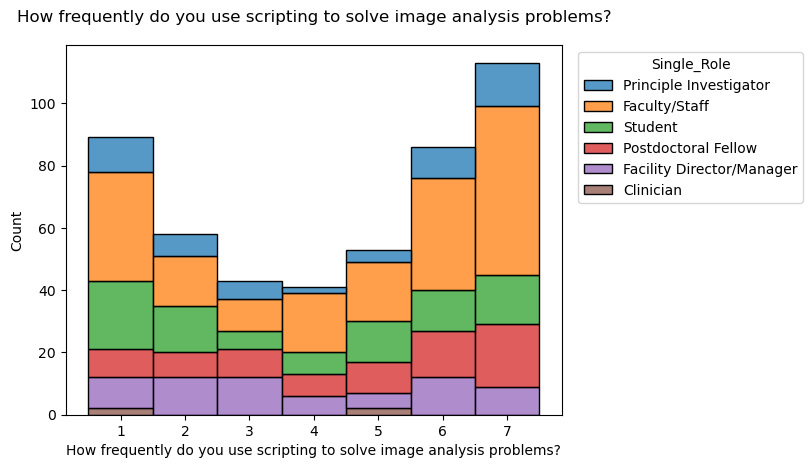 How frequently do you use scripting to solve image analysis problems?
Single_Role
Principle Investigator
Faculty/Staff
Student
Postdoctoral Fellow
Facility Director/Manager
Clinician
Count
100
80
60
40
20
0
1 2 3 4 5 6 7
How frequently do you use scripting to solve image analysis problems?